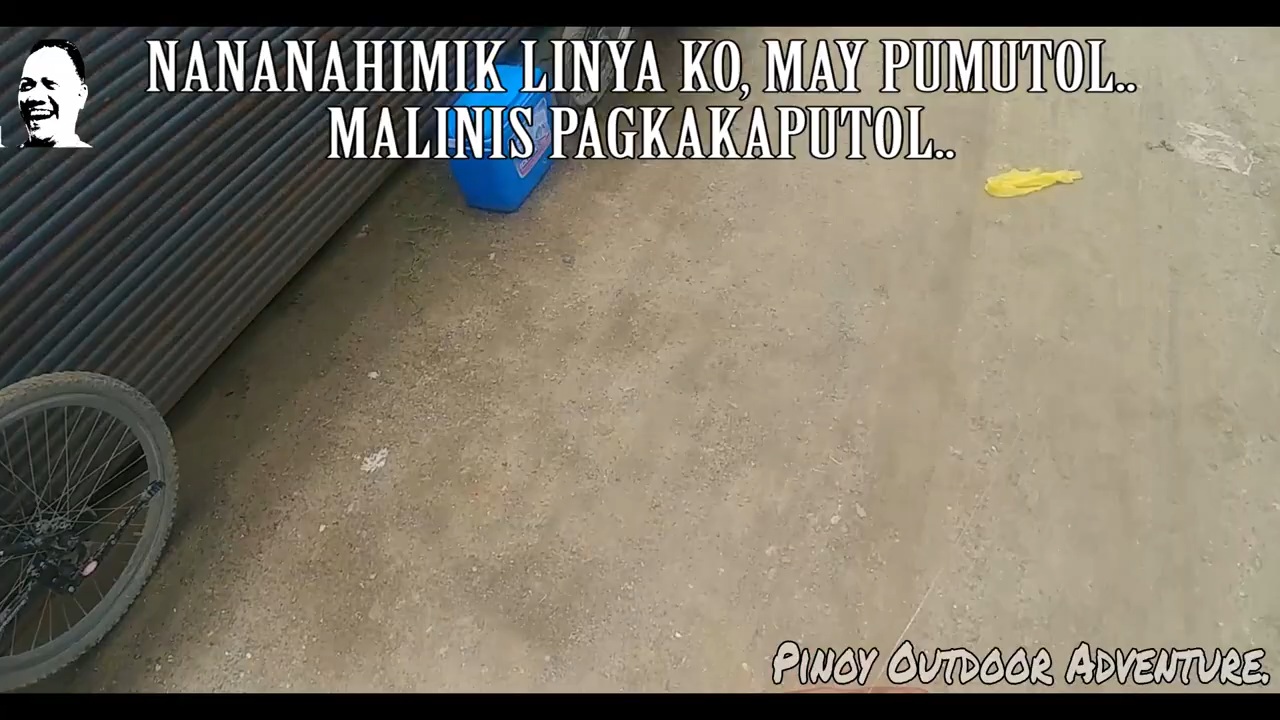 NANANAHIMIK LINYA KO, MAY PUMUTOL..
MALINIS PAGKAKAPUTOL..
PINOY OUTDOOR ADVENTURE.